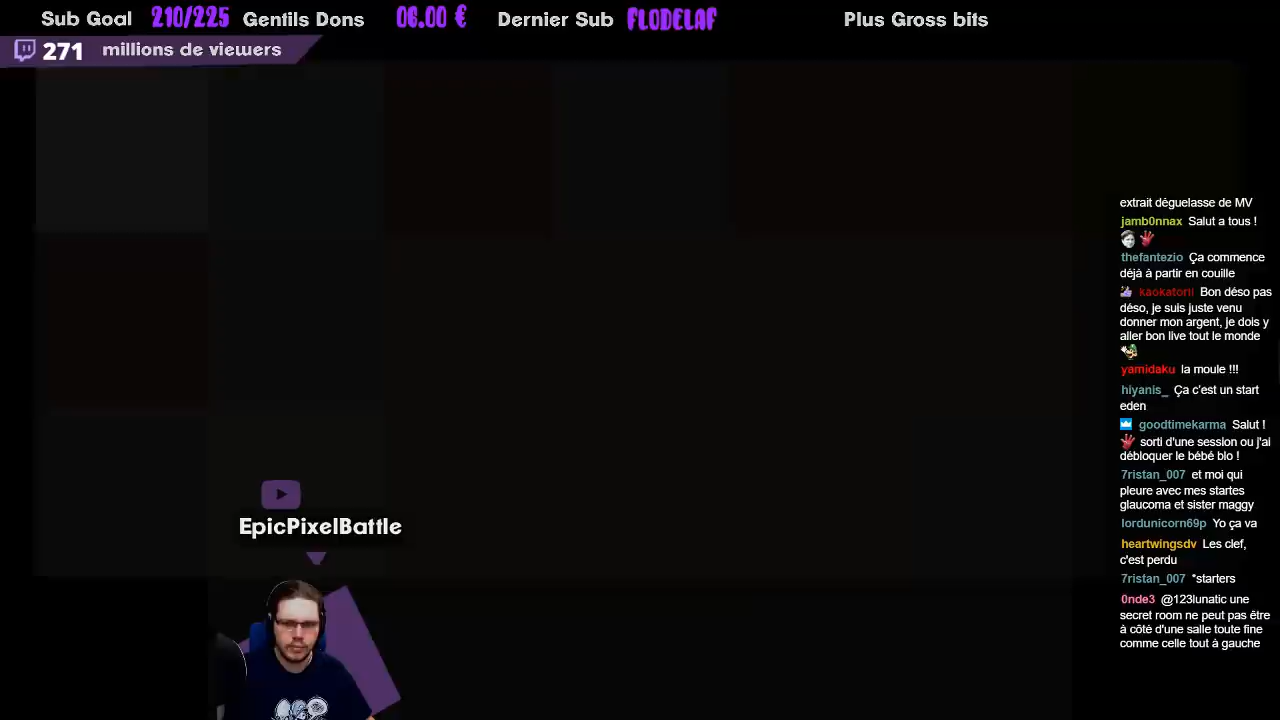 Sub Goal 210/225 Gentils Dons 06.00 € Dernier Sub FLODELAF Plus Gross bits
271 millions de viewers
extrait déguelasse de MV
jamb0nnax Salut a tous !
thefantezio Ça commence
déjà à partir en couille
kaokatorii Bon déso pas
déso, je suis juste venu
donner mon argent, je dois y
aller bon live tout le monde
yamidaku la moule !!!
hiyanis_ Ça c'est un start
eden
goodtimekarma Salut !
sorti d'une session ou j'ai
débloquer le bébé blo !
7ristan_007 et moi qui
pleure avec mes startes
glaucoma et sister maggy
lordunicorn69p Yo ça va
heartwingsdv Les clef,
c'est perdu
7ristan_007 *starters
0nde3 @123lunatic une
secret room ne peut pas être
à côté d'une salle toute fine
comme celle tout à gauche
EpicPixelBattle